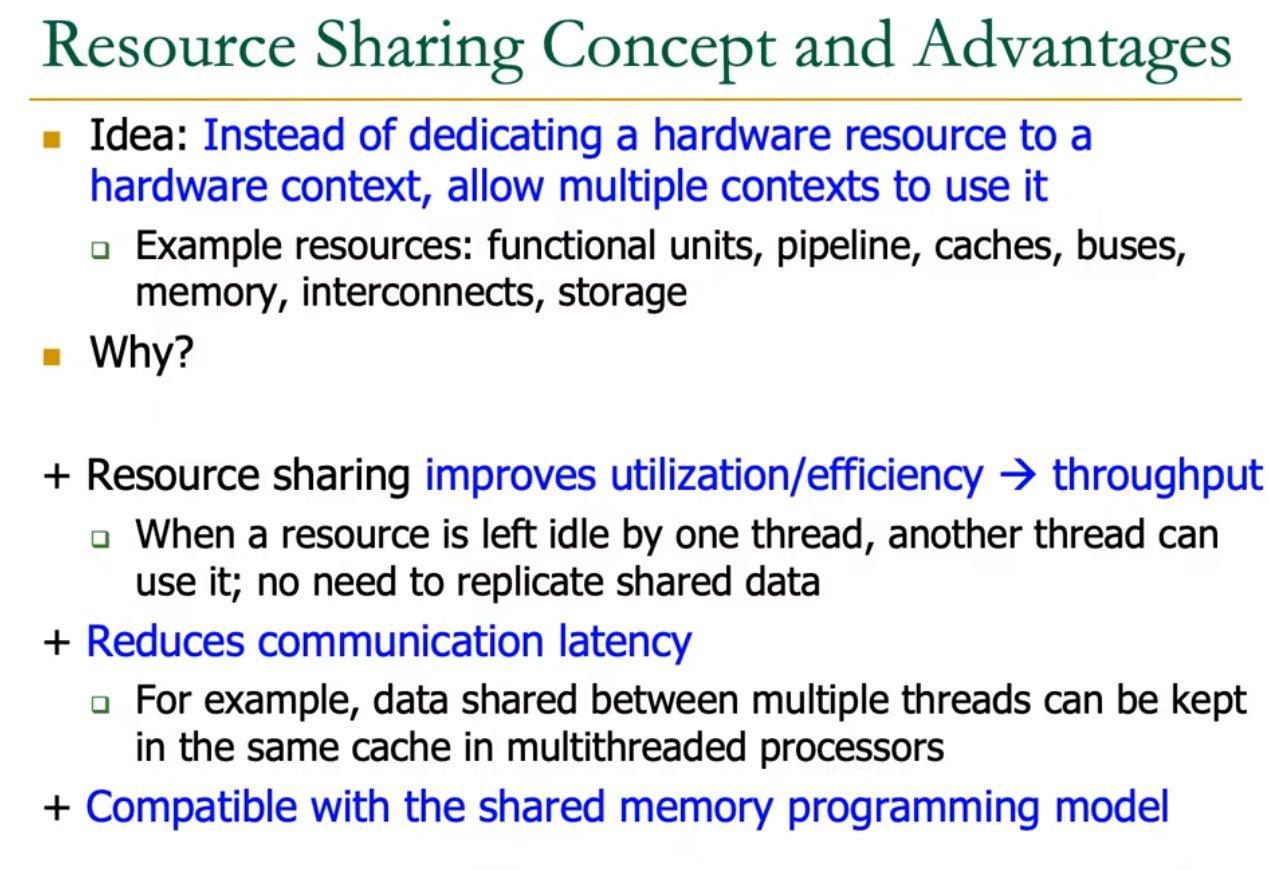 Resource Sharing Concept and Advantages
Idea: Instead of dedicating a hardware resource to a
hardware context, allow multiple contexts to use it
Example resources: functional units, pipeline, caches, buses,
memory, interconnects, storage
Why?
+ Resource sharing improves utilization/efficiency → throughput
When a resource is left idle by one thread, another thread can
use it; no need to replicate shared data
+ Reduces communication latency
For example, data shared between multiple threads can be kept
in the same cache in multithreaded processors
+ Compatible with the shared memory programming model